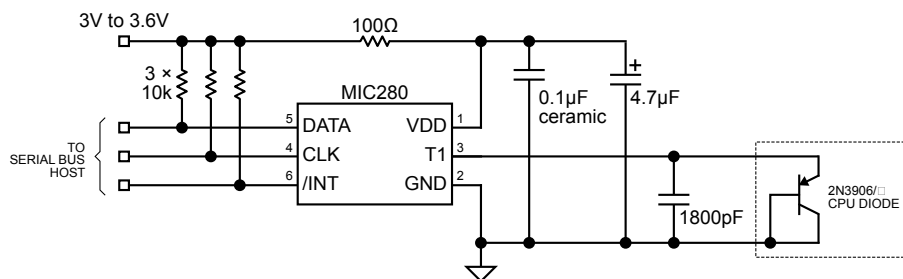 3V to 3.6V
100Ω
3 ×
10k
MIC280
0.1µF
ceramic
+
4.7µF
5 DATA
VDD 1
TO
SERIAL BUS
HOST
4 CLK
T1 3
6 /INT
GND 2
1800pF
2N3906/□
CPU DIODE